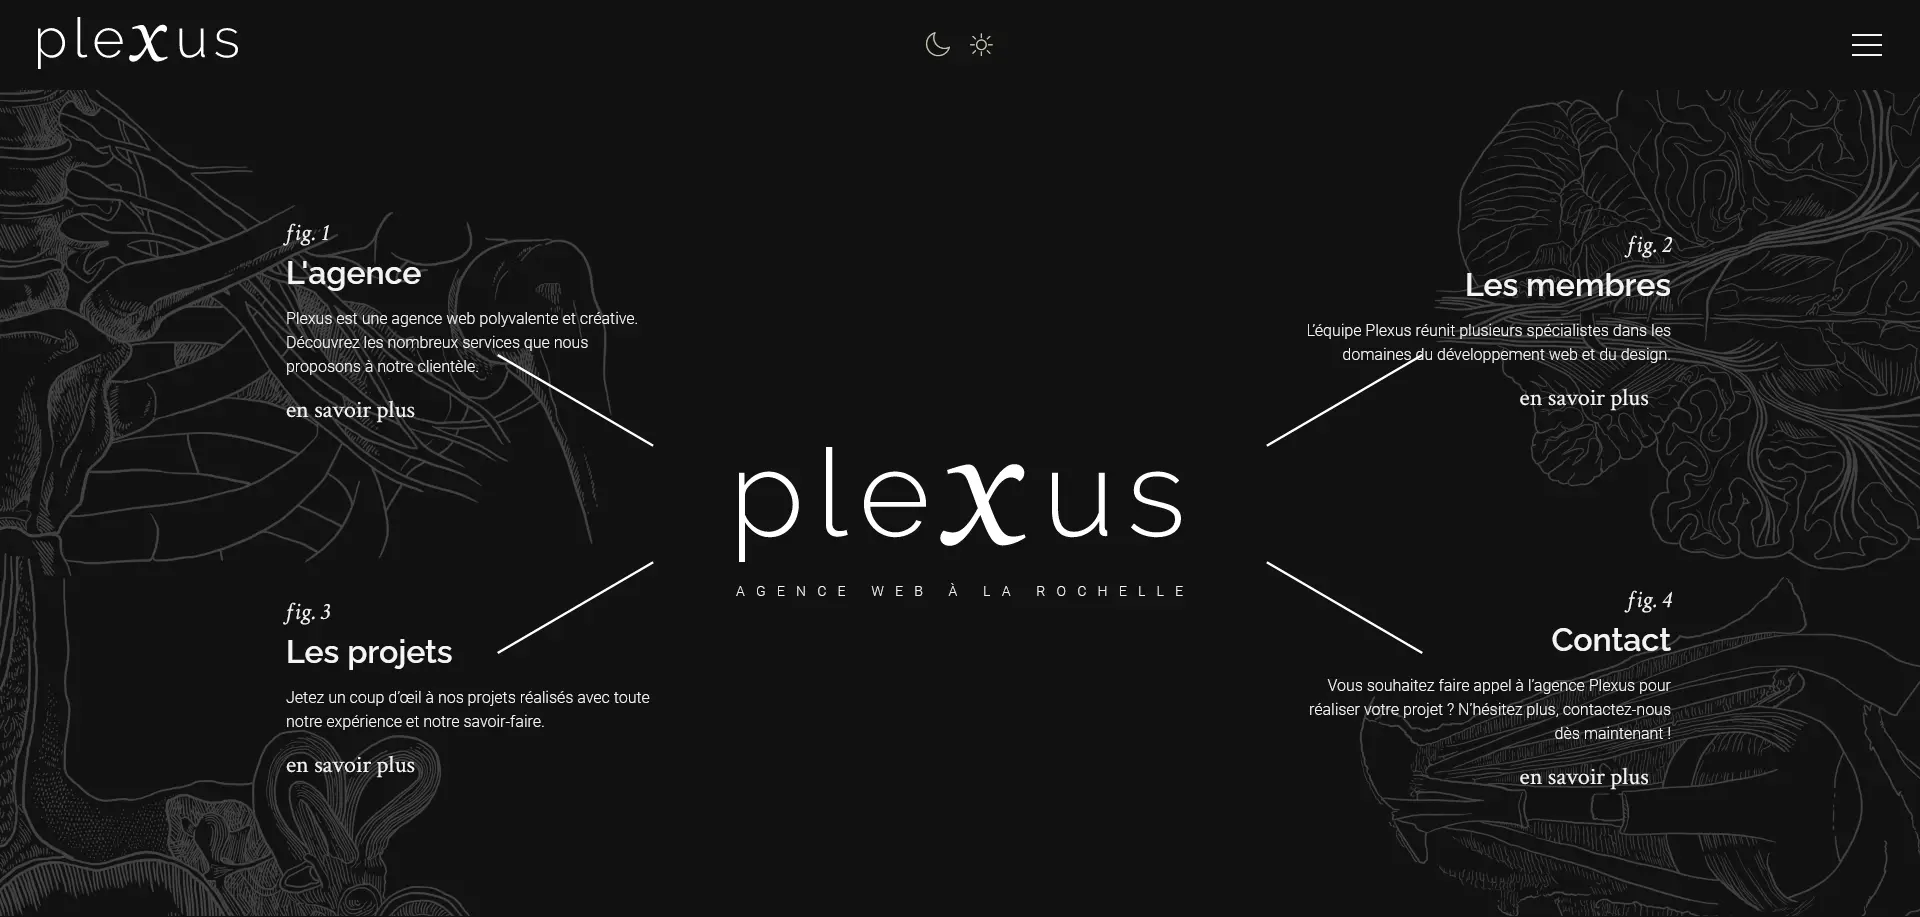 plexus
fig. 1
L'agence
Plexus est une agence web polyvalente et créative.
Découvrez les nombreux services que nous
proposons à notre clientèle.
en savoir plus
fig. 2
Les membres
L’équipe Plexus réunit plusieurs spécialistes dans les
domaines du développement web et du design.
en savoir plus
plexus
AGENCE WEB À LA ROCHELLE
fig. 3
Les projets
Jetez un coup d’œil à nos projets réalisés avec toute
notre expérience et notre savoir-faire.
en savoir plus
fig. 4
Contact
Vous souhaitez faire appel à l’agence Plexus pour
réaliser votre projet ? N’hésitez plus, contactez-nous
dès maintenant !
en savoir plus